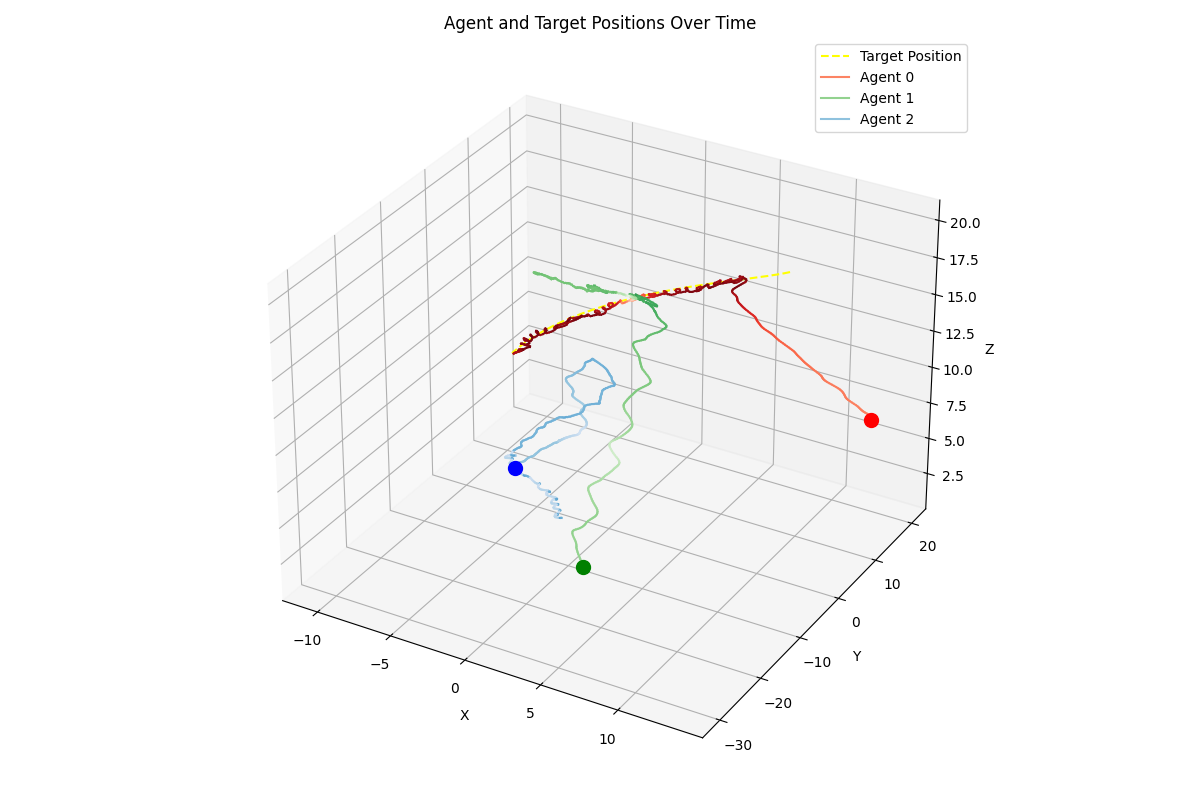 Agent and Target Positions Over Time
Target Position
Agent 0
Agent 1
Agent 2
20.0
17.5
15.0
12.5
10.0
7.5
5.0
2.5
Z
20
10
0
−10
−20
−30
Y
−10
−5
0
5
10
X